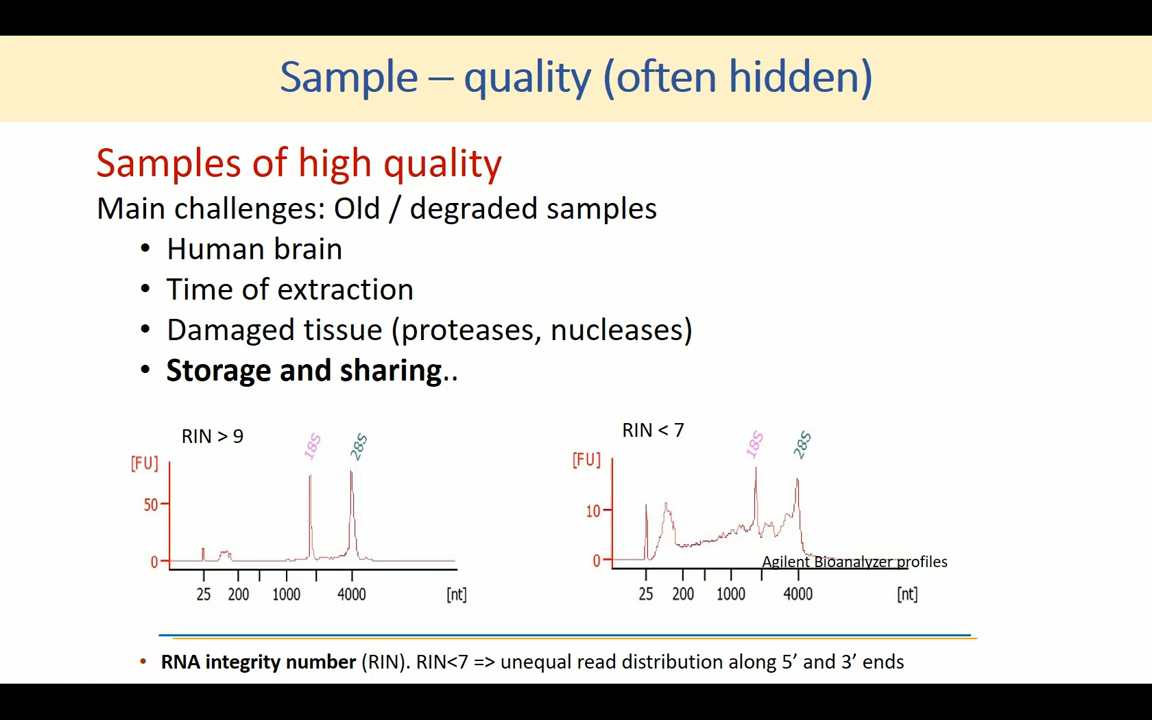 Sample – quality (often hidden)
Samples of high quality
Main challenges: Old / degraded samples
• Human brain
• Time of extraction
• Damaged tissue (proteases, nucleases)
• Storage and sharing..
RIN > 9
18S
28S
[FU]
50
0
25 200 1000 4000 [nt]
RIN < 7
18S
28S
[FU]
10
0
Agilent Bioanalyzer profiles
25 200 1000 4000 [nt]
• RNA integrity number (RIN). RIN<7 => unequal read distribution along 5’ and 3’ ends